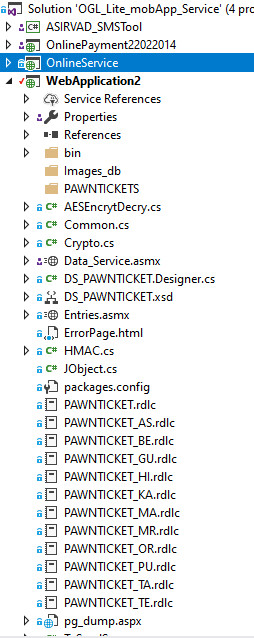 Solution 'OGL_Lite_mobApp_Service' (4 pro
ASIRVAD_SMSTool
OnlinePayment22022014
OnlineService
WebApplication2
Service References
Properties
References
bin
Images_db
PAWNTICKETS
AESEncrytDecry.cs
Common.cs
Crypto.cs
Data_Service.asmx
DS_PAWNTICKET.Designer.cs
DS_PAWNTICKET.xsd
Entries.asmx
ErrorPage.html
HMAC.cs
JObject.cs
packages.config
PAWNTICKET.rdlc
PAWNTICKET_AS.rdlc
PAWNTICKET_BE.rdlc
PAWNTICKET_GU.rdlc
PAWNTICKET_HI.rdlc
PAWNTICKET_KA.rdlc
PAWNTICKET_MA.rdlc
PAWNTICKET_MR.rdlc
PAWNTICKET_OR.rdlc
PAWNTICKET_PU.rdlc
PAWNTICKET_TA.rdlc
PAWNTICKET_TE.rdlc
pg_dump.aspx